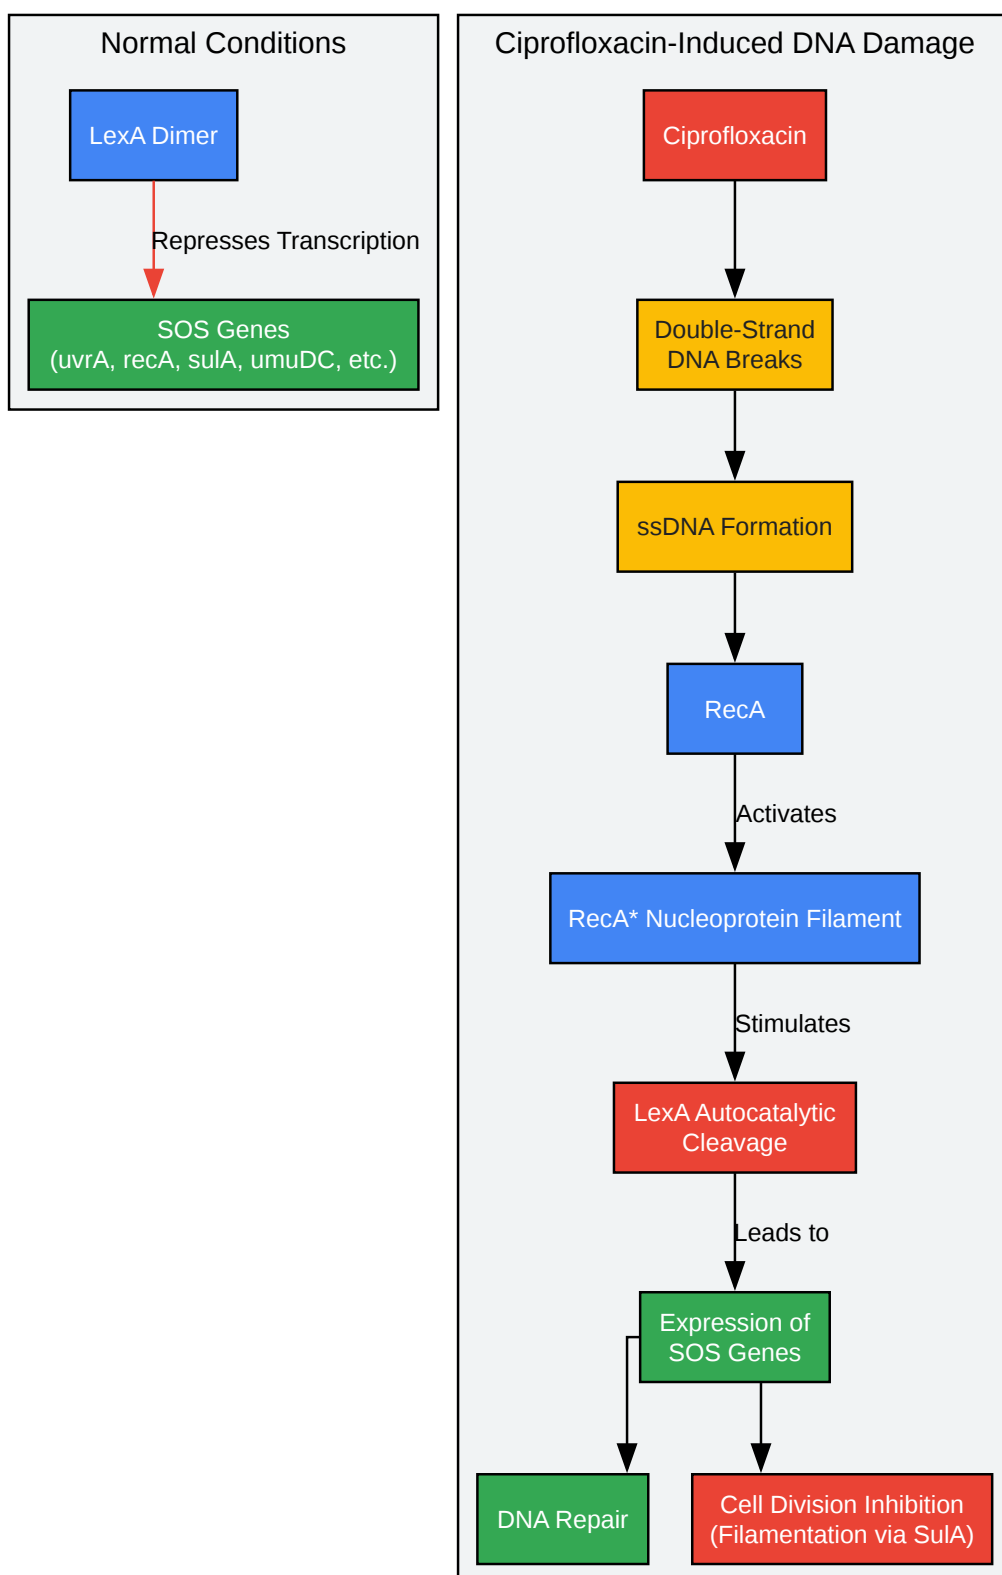 Normal Conditions
LexA Dimer
Represses Transcription
SOS Genes
(uvrA, recA, sulA, umuDC, etc.)
Ciprofloxacin-Induced DNA Damage
Ciprofloxacin
Double-Strand
DNA Breaks
ssDNA Formation
RecA
Activates
RecA* Nucleoprotein Filament
Stimulates
LexA Autocatalytic
Cleavage
Leads to
Expression of
SOS Genes
DNA Repair
Cell Division Inhibition
(Filamentation via SulA)